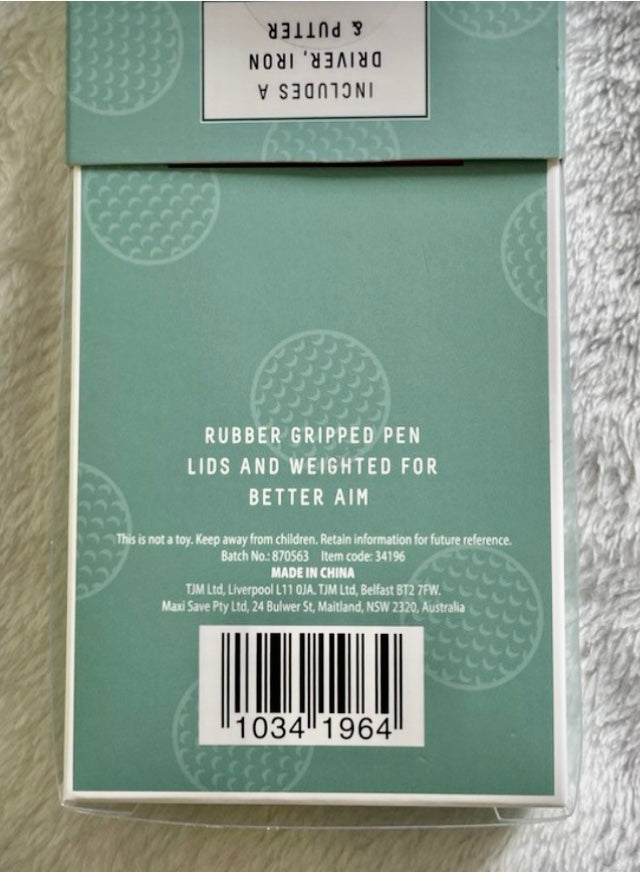 INCLUDES A
DRIVER, IRON
& PUTTER
RUBBER GRIPPED PEN
LIDS AND WEIGHTED FOR
BETTER AIM
This is not a toy. Keep away from children. Retain information for future reference.
Batch No.: 870563 Item code: 34196
MADE IN CHINA
TJM Ltd, Liverpool L11 0JA. TJM Ltd, Belfast BT2 7FW.
Maxi Save Pty Ltd, 24 Bulwer St, Maitland, NSW 2320, Australia
1034 1964